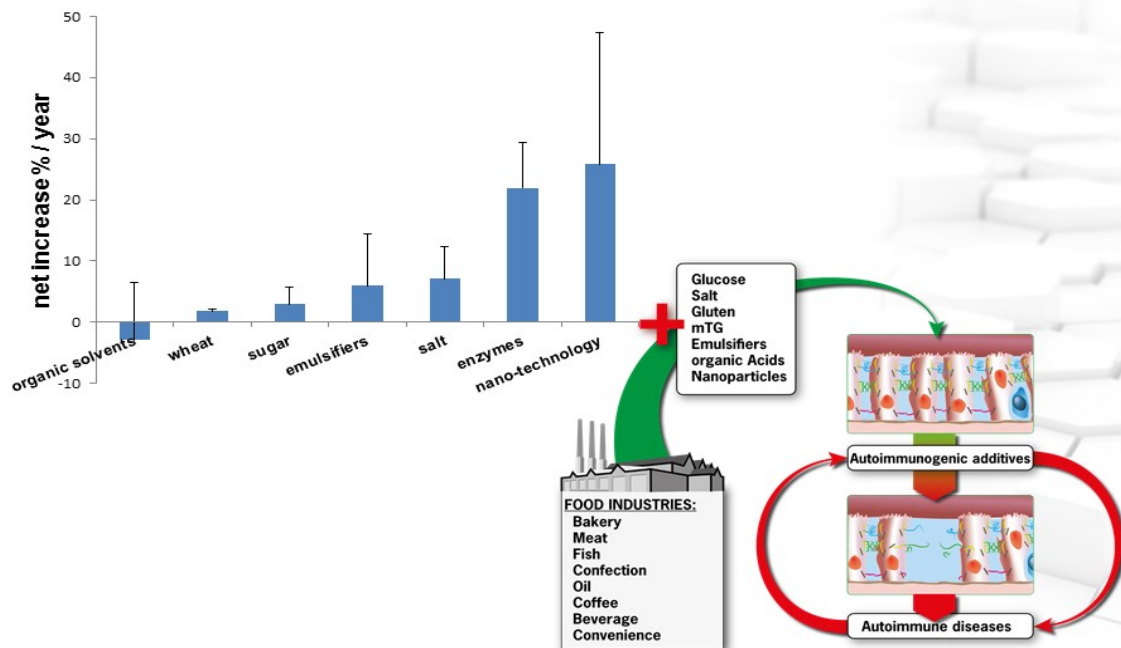 net increase % / year
50
40
30
20
10
0
-10
organic solvents
wheat
sugar
emulsifiers
salt
enzymes
nano-technology
Glucose
Salt
Gluten
mTG
Emulsifiers
organic Acids
Nanoparticles
FOOD INDUSTRIES:
Bakery
Meat
Fish
Confection
Oil
Coffee
Beverage
Convenience
Autoimmunogenic additives
Autoimmune diseases